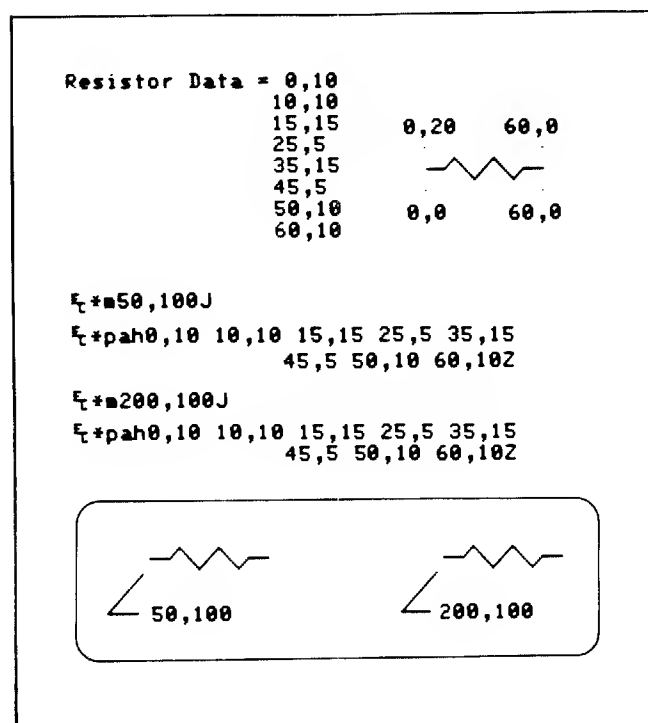 Resistor Data = 0,10
10,10
15,15
25,5
35,15
45,5
50,10
60,10
0,20 60,0
0,0 60,0
␛*m50,100J
␛*pah0,10 10,10 15,15 25,5 35,15
45,5 50,10 60,10Z
␛*m200,100J
␛*pah0,10 10,10 15,15 25,5 35,15
45,5 50,10 60,10Z
50,100
200,100